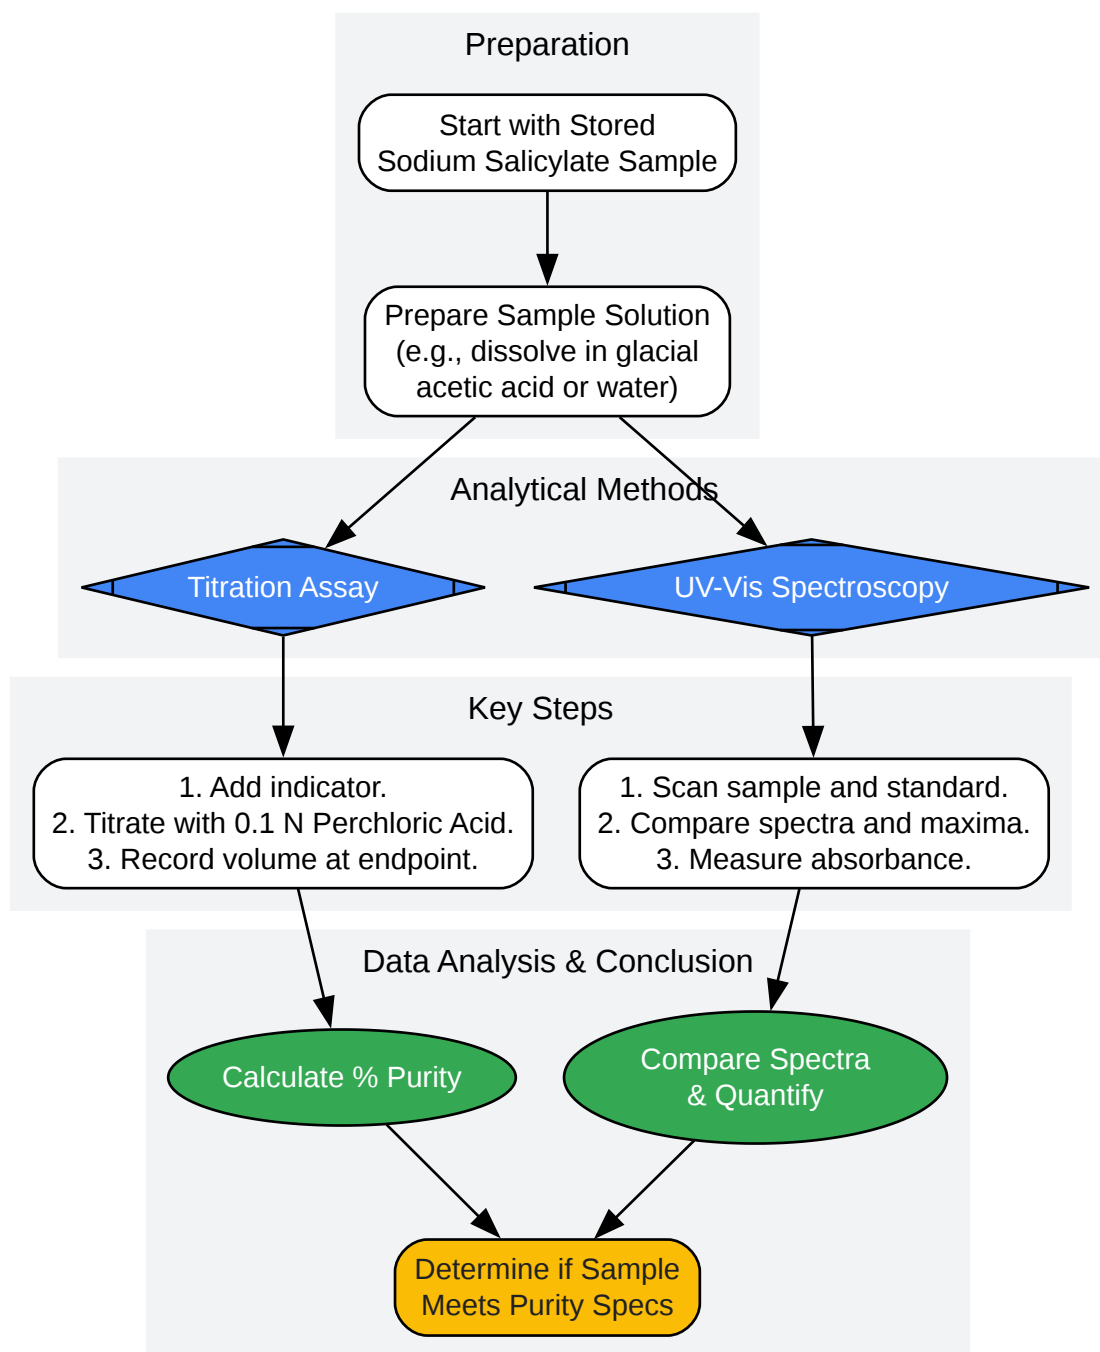 Preparation
Start with Stored
Sodium Salicylate Sample
Prepare Sample Solution
(e.g., dissolve in glacial
acetic acid or water)
Analytical Methods
Titration Assay
UV-Vis Spectroscopy
Key Steps
1. Add indicator.
2. Titrate with 0.1 N Perchloric Acid.
3. Record volume at endpoint.
1. Scan sample and standard.
2. Compare spectra and maxima.
3. Measure absorbance.
Data Analysis & Conclusion
Calculate % Purity
Compare Spectra
& Quantify
Determine if Sample
Meets Purity Specs